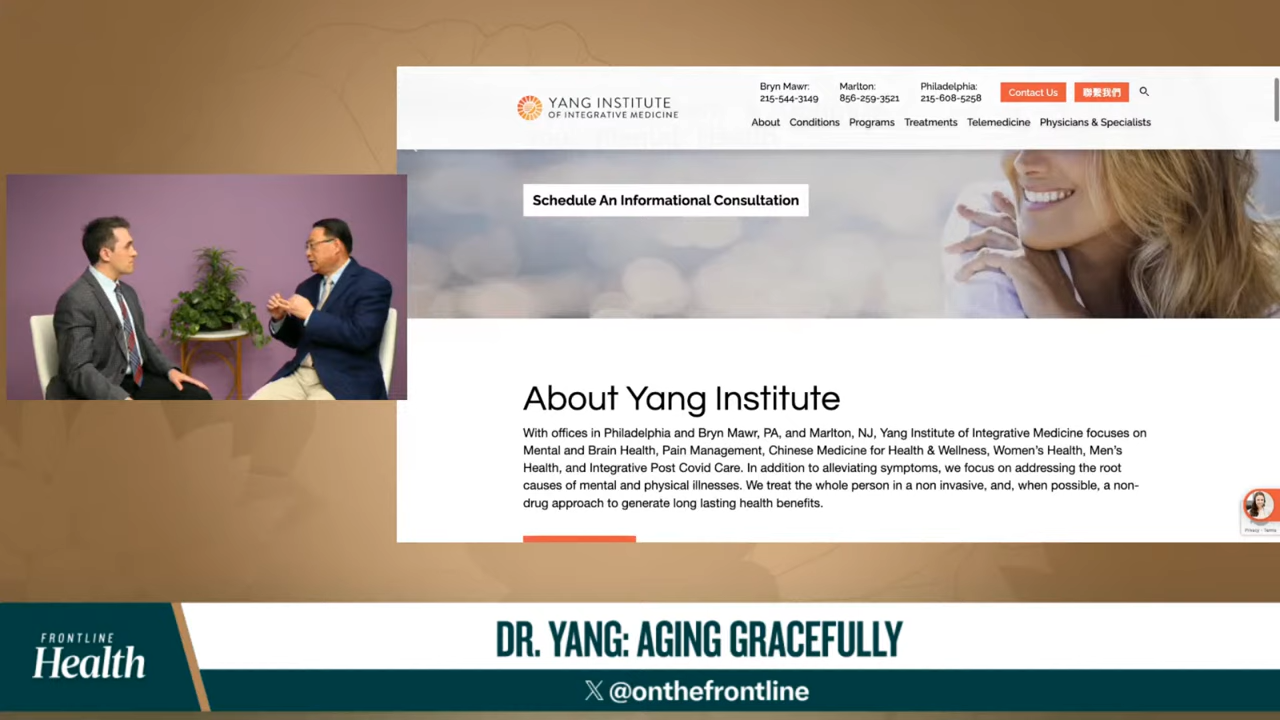 Bryn Mawr:
215-544-3149
Marlton:
856-259-3521
Philadelphia:
215-608-5258
Contact Us
聯繫我們
YANG INSTITUTE
OF INTEGRATIVE MEDICINE
About Conditions Programs Treatments Telemedicine Physicians & Specialists
Schedule An Informational Consultation
About Yang Institute
With offices in Philadelphia and Bryn Mawr, PA, and Marlton, NJ, Yang Institute of Integrative Medicine focuses on
Mental and Brain Health, Pain Management, Chinese Medicine for Health & Wellness, Women's Health, Men's
Health, and Integrative Post Covid Care. In addition to alleviating symptoms, we focus on addressing the root
causes of mental and physical illnesses. We treat the whole person in a non invasive, and, when possible, a non-
drug approach to generate long lasting health benefits.
Privacy - Terms
FRONTLINE
Health
DR. YANG: AGING GRACEFULLY
X @onthefrontline